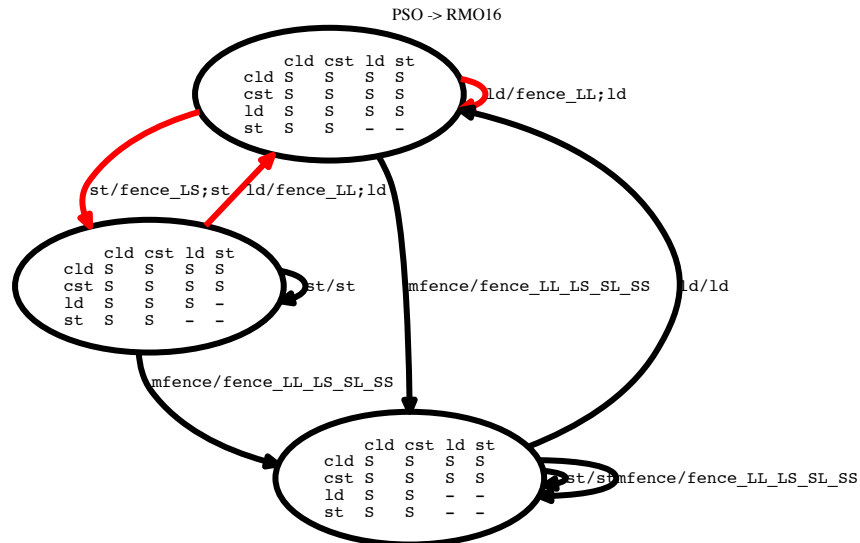 PSO -> RMO16
cld cst ld st
cld S S S S
cst S S S S
ld S S S S
st S S - -
ld/fence_LL;ld
st/fence_LS;st
ld/fence_LL;ld
cld cst ld st
cld S S S S
cst S S S S
ld S S S -
st S S - -
st/st
mfence/fence_LL_LS_SL_SS
ld/ld
mfence/fence_LL_LS_SL_SS
cld cst ld st
cld S S S S
cst S S S S
ld S S - -
st S S - -
st/st
mfence/fence_LL_LS_SL_SS